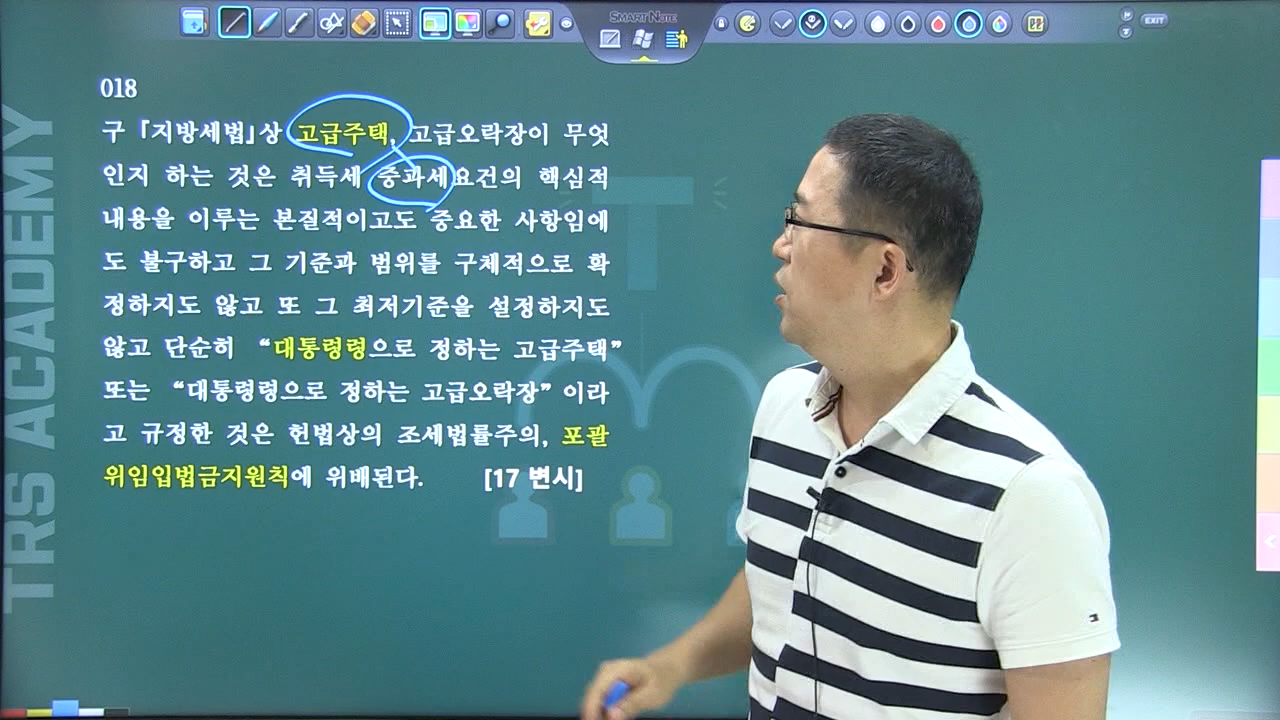 SMART NOTE
EXIT
018
구 「지방세법」상 고급주택, 고급오락장이 무엇
인지 하는 것은 취득세 중과세요건의 핵심적
내용을 이루는 본질적이고도 중요한 사항임에
도 불구하고 그 기준과 범위를 구체적으로 확
정하지도 않고 또 그 최저기준을 설정하지도
않고 단순히 “대통령령으로 정하는 고급주택”
또는 “대통령령으로 정하는 고급오락장”이라
고 규정한 것은 헌법상의 조세법률주의, 포괄
위임입법금지원칙에 위배된다. [17 변시]
TRS ACADEMY